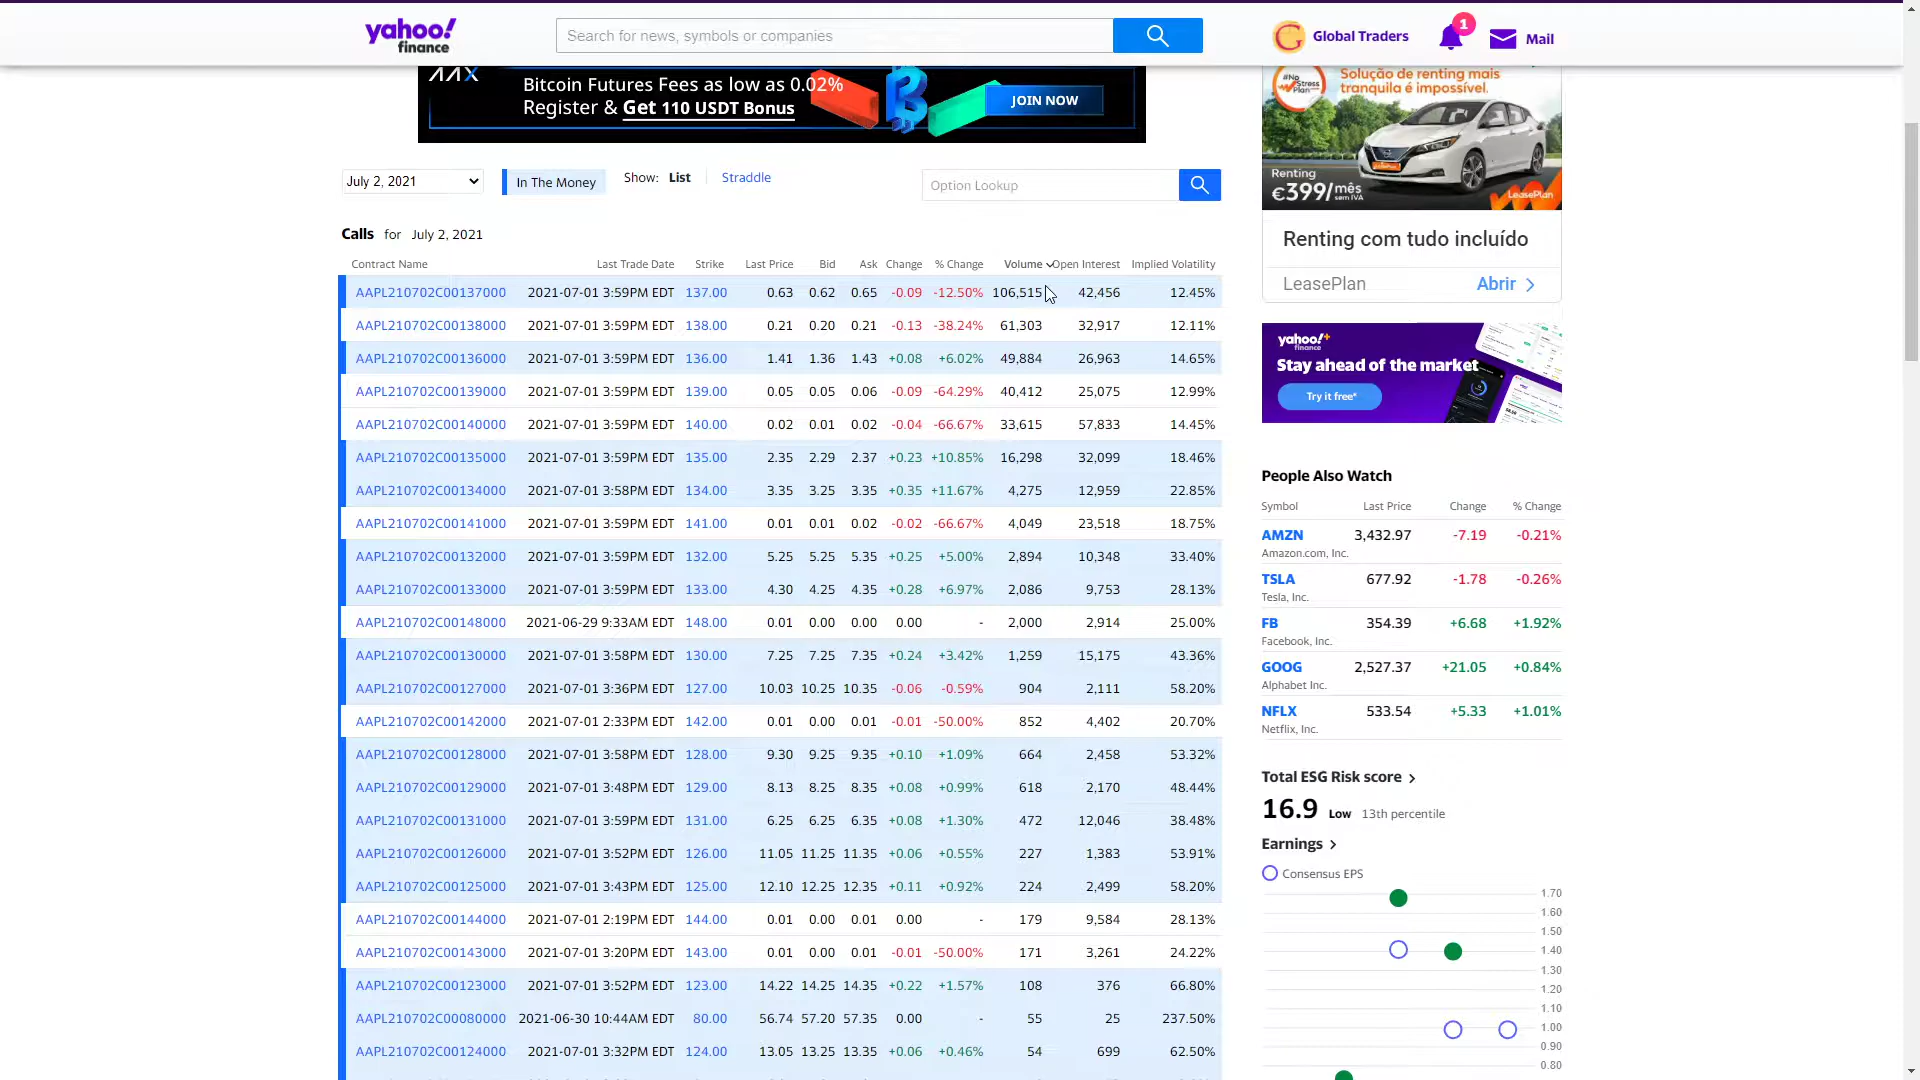 yahoo!
finance
Search for news, symbols or companies
Global Traders
1
Mail
AAX
Bitcoin Futures Fees as low as 0.02%
Register & Get 110 USDT Bonus
JOIN NOW
#No
Stress
Plan
Solução de renting mais
tranquila é impossível.
Renting
€399/mês
sem IVA
LeasePlan
Renting com tudo incluído
LeasePlan
Abrir
yahoo!+
finance
Stay ahead of the market
Try it free*
July 2, 2021
In The Money
Show: List Straddle
Option Lookup
Calls for July 2, 2021
Contract Name Last Trade Date Strike Last Price Bid Ask Change % Change Volume Open Interest Implied Volatility
AAPL210702C00137000 2021-07-01 3:59PM EDT 137.00 0.63 0.62 0.65 -0.09 -12.50% 106,515 42,456 12.45%
AAPL210702C00138000 2021-07-01 3:59PM EDT 138.00 0.21 0.20 0.21 -0.13 -38.24% 61,303 32,917 12.11%
AAPL210702C00136000 2021-07-01 3:59PM EDT 136.00 1.41 1.36 1.43 +0.08 +6.02% 49,884 26,963 14.65%
AAPL210702C00139000 2021-07-01 3:59PM EDT 139.00 0.05 0.05 0.06 -0.09 -64.29% 40,412 25,075 12.99%
AAPL210702C00140000 2021-07-01 3:59PM EDT 140.00 0.02 0.01 0.02 -0.04 -66.67% 33,615 57,833 14.45%
AAPL210702C00135000 2021-07-01 3:59PM EDT 135.00 2.35 2.29 2.37 +0.23 +10.85% 16,298 32,099 18.46%
AAPL210702C00134000 2021-07-01 3:58PM EDT 134.00 3.35 3.25 3.35 +0.35 +11.67% 4,275 12,959 22.85%
AAPL210702C00141000 2021-07-01 3:59PM EDT 141.00 0.01 0.01 0.02 -0.02 -66.67% 4,049 23,518 18.75%
AAPL210702C00132000 2021-07-01 3:59PM EDT 132.00 5.25 5.25 5.35 +0.25 +5.00% 2,894 10,348 33.40%
AAPL210702C00133000 2021-07-01 3:59PM EDT 133.00 4.30 4.25 4.35 +0.28 +6.97% 2,086 9,753 28.13%
AAPL210702C00148000 2021-06-29 9:33AM EDT 148.00 0.01 0.00 0.00 0.00 - 2,000 2,914 25.00%
AAPL210702C00130000 2021-07-01 3:58PM EDT 130.00 7.25 7.25 7.35 +0.24 +3.42% 1,259 15,175 43.36%
AAPL210702C00127000 2021-07-01 3:36PM EDT 127.00 10.03 10.25 10.35 -0.06 -0.59% 904 2,111 58.20%
AAPL210702C00142000 2021-07-01 2:33PM EDT 142.00 0.01 0.00 0.01 -0.01 -50.00% 852 4,402 20.70%
AAPL210702C00128000 2021-07-01 3:58PM EDT 128.00 9.30 9.25 9.35 +0.10 +1.09% 664 2,458 53.32%
AAPL210702C00129000 2021-07-01 3:48PM EDT 129.00 8.13 8.25 8.35 +0.08 +0.99% 618 2,170 48.44%
AAPL210702C00131000 2021-07-01 3:59PM EDT 131.00 6.25 6.25 6.35 +0.08 +1.30% 472 12,046 38.48%
AAPL210702C00126000 2021-07-01 3:52PM EDT 126.00 11.05 11.25 11.35 +0.06 +0.55% 227 1,383 53.91%
AAPL210702C00125000 2021-07-01 3:43PM EDT 125.00 12.10 12.25 12.35 +0.11 +0.92% 224 2,499 58.20%
AAPL210702C00144000 2021-07-01 2:19PM EDT 144.00 0.01 0.00 0.01 0.00 - 179 9,584 28.13%
AAPL210702C00143000 2021-07-01 3:20PM EDT 143.00 0.01 0.00 0.01 -0.01 -50.00% 171 3,261 24.22%
AAPL210702C00123000 2021-07-01 3:52PM EDT 123.00 14.22 14.25 14.35 +0.22 +1.57% 108 376 66.80%
AAPL210702C00080000 2021-06-30 10:44AM EDT 80.00 56.74 57.20 57.35 0.00 - 55 25 237.50%
AAPL210702C00124000 2021-07-01 3:32PM EDT 124.00 13.05 13.25 13.35 +0.06 +0.46% 54 699 62.50%
People Also Watch
Symbol Last Price Change % Change
AMZN 3,432.97 -7.19 -0.21%
Amazon.com, Inc.
TSLA 677.92 -1.78 -0.26%
Tesla, Inc.
FB 354.39 +6.68 +1.92%
Facebook, Inc.
GOOG 2,527.37 +21.05 +0.84%
Alphabet Inc.
NFLX 533.54 +5.33 +1.01%
Netflix, Inc.
Total ESG Risk score
16.9 Low 13th percentile
Earnings
Consensus EPS
1.70
1.60
1.50
1.40
1.30
1.20
1.10
1.00
0.90
0.80